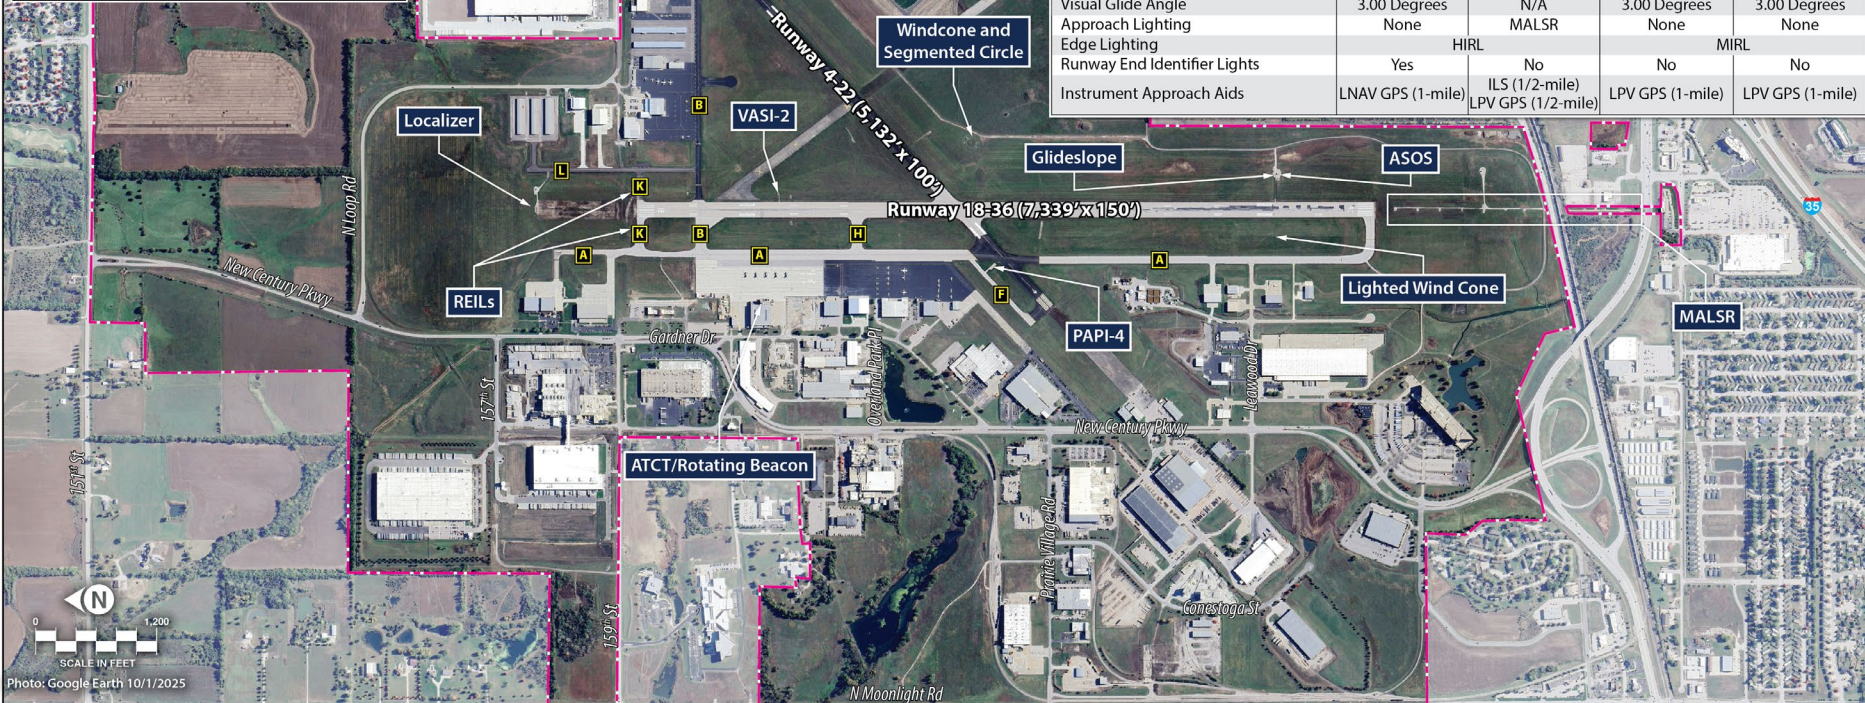 Visual Glide Angle 3.00 Degrees N/A 3.00 Degrees 3.00 Degrees
Approach Lighting None MALSR None None
Edge Lighting HIRL MIRL
Runway End Identifier Lights Yes No No No
Instrument Approach Aids LNAV GPS (1-mile) ILS (1/2-mile) LPV GPS (1-mile) LPV GPS (1-mile)
LPV GPS (1/2-mile)
Windcone and
Segmented Circle
Runway 4-22 (5,132' x 100')
B
VASI-2
Localizer
L
K
Glideslope
ASOS
N Loop Rd
Runway 18-36 (7,339' x 150')
35
K
B
H
A
A
A
New Century Pkwy
REILs
F
Lighted Wind Cone
MALSR
PAPI-4
Gardner Dr
Overland Park Pl
Leawood Dr
157th St
New Century Pkwy
ATCT/Rotating Beacon
151st St
Prairie Village Rd
N
0 1,200
SCALE IN FEET
159th St
Conestoga St
Photo: Google Earth 10/1/2025
N Moonlight Rd